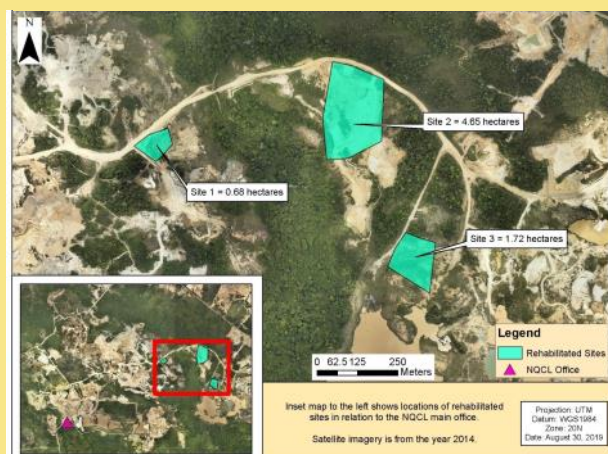 N
Site 2 = 4.65 hectares
Site 1 = 0.68 hectares
Site 3 = 1.72 hectares
Legend
Rehabilitated Sites
NQCL Office
0 62.5 125 250
Meters
Inset map to the left shows locations of rehabilitated
sites in relation to the NQCL main office.
Satellite imagery is from the year 2014.
Projection: UTM
Datum: WGS1984
Zone: 20N
Date: August 30, 2019